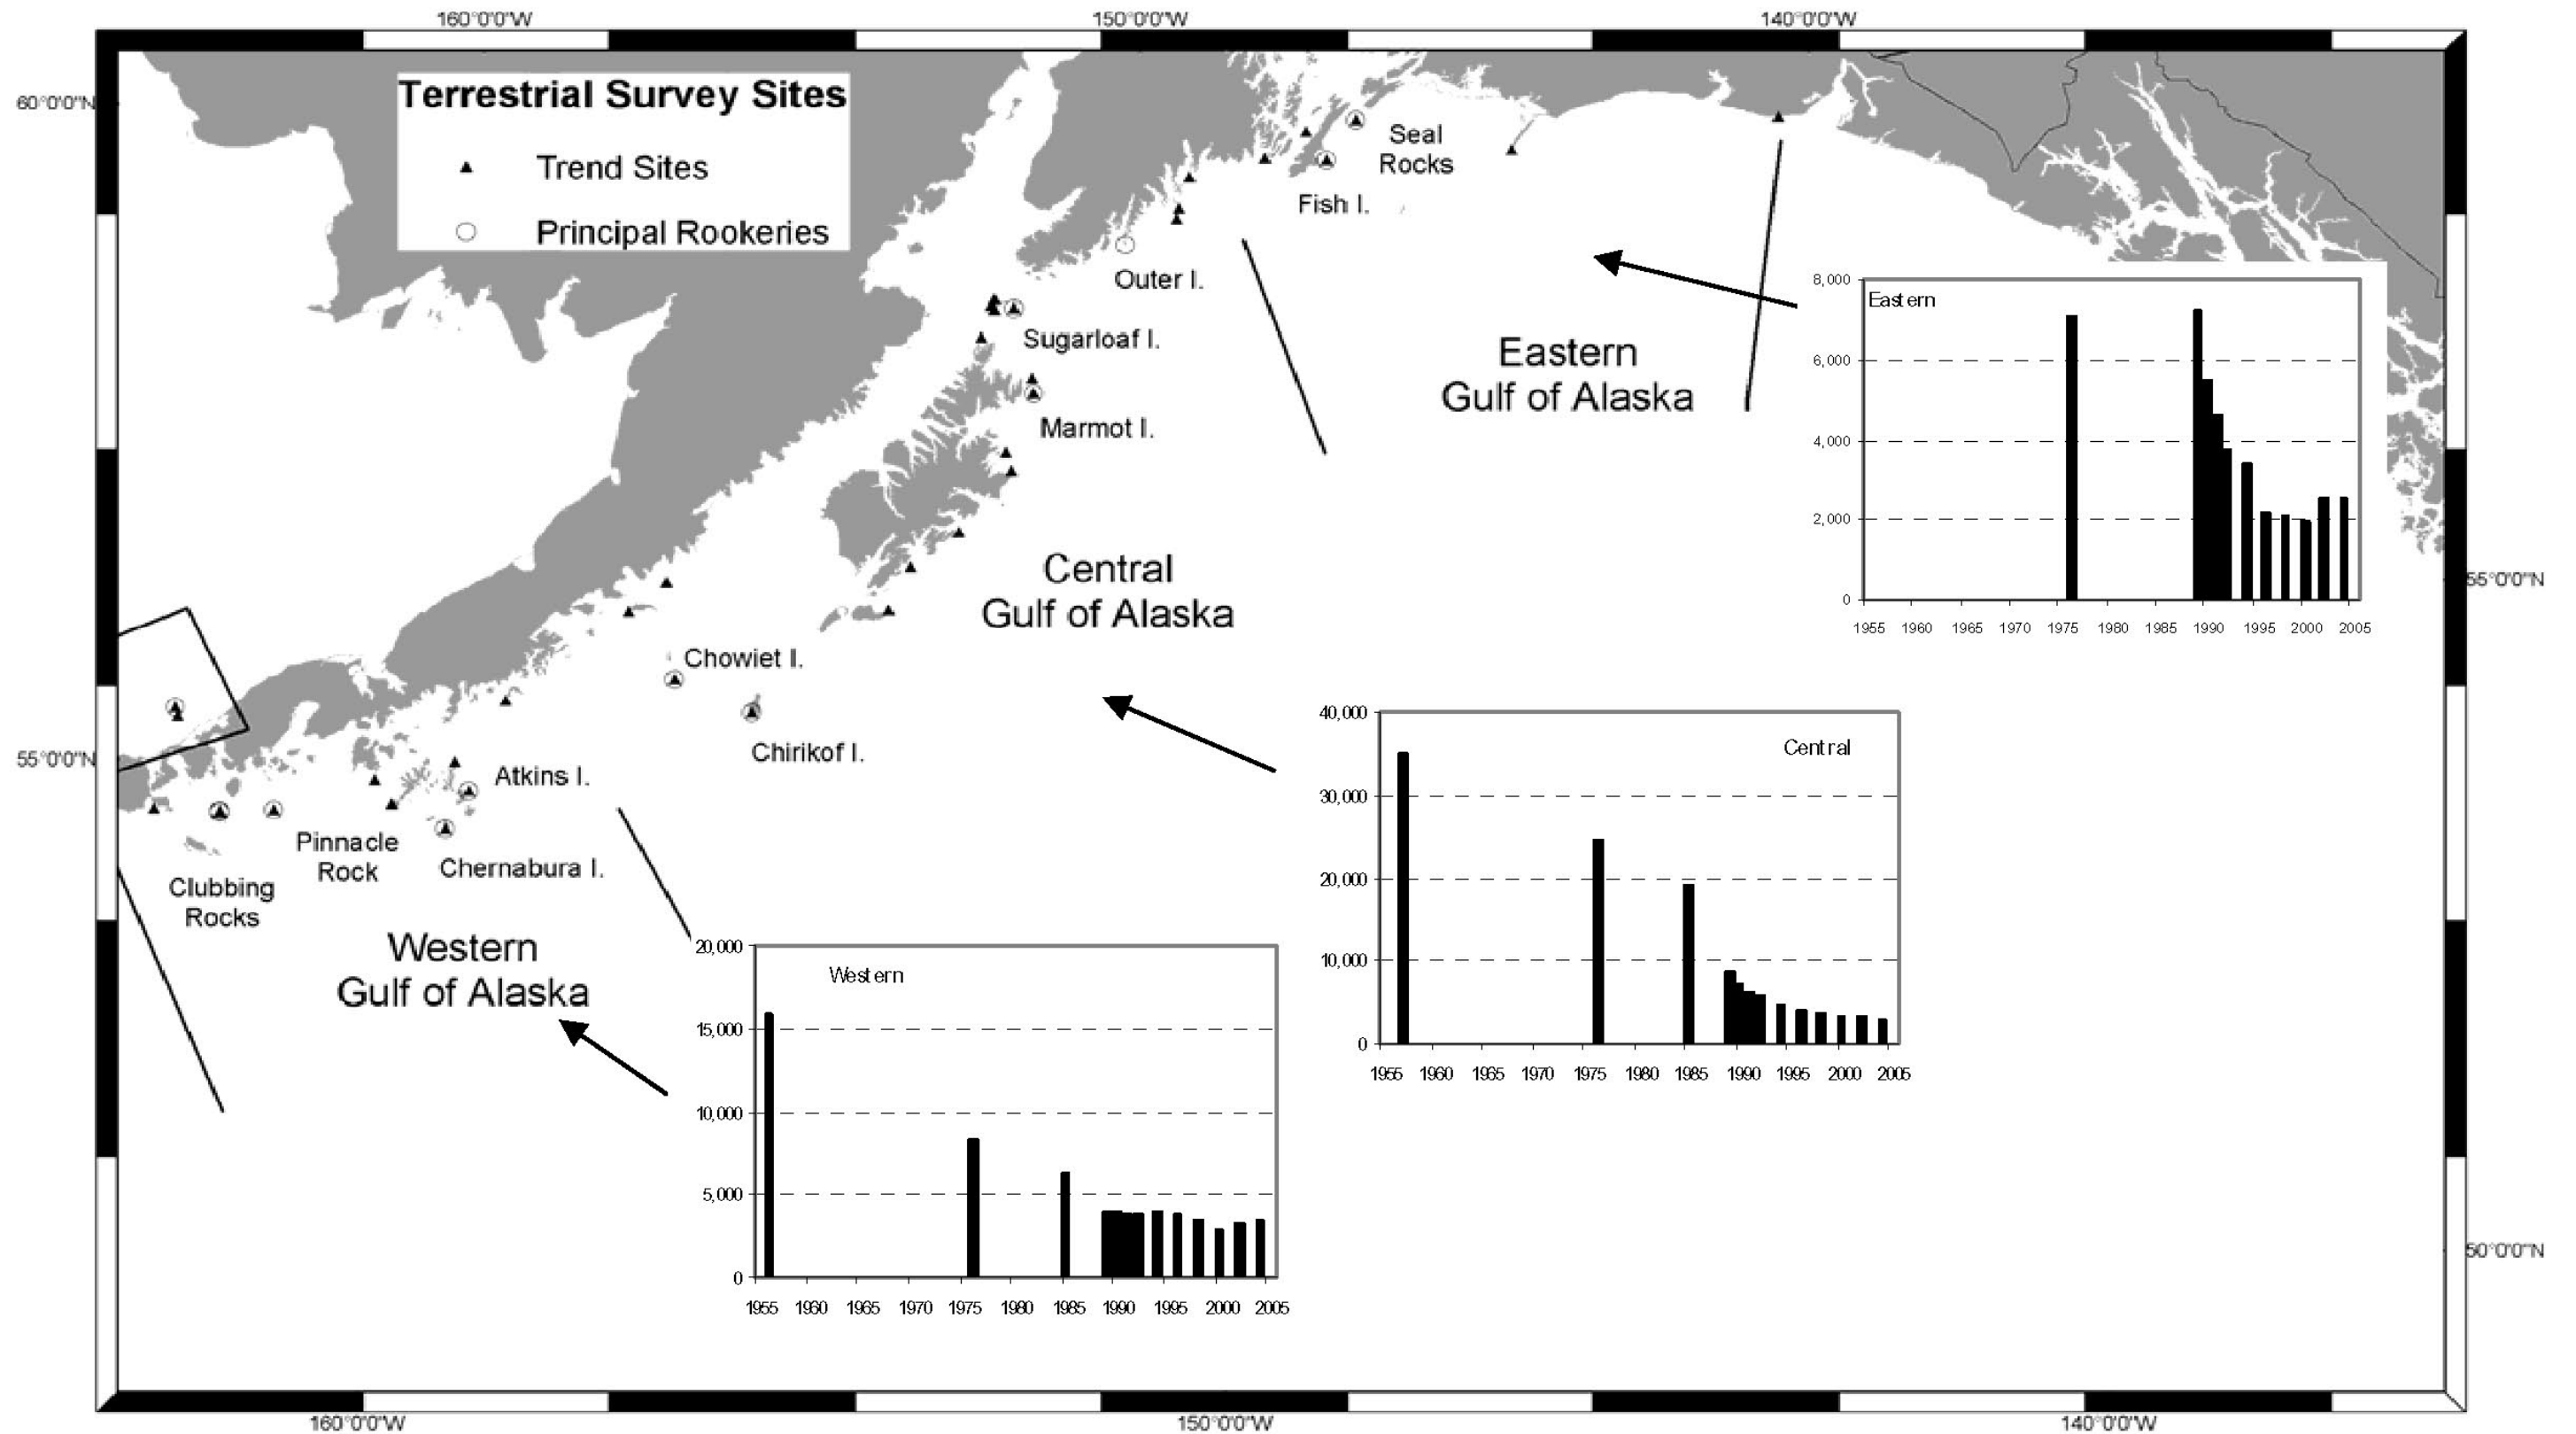 160°0'0"W
150°0'0"W
140°0'0"W
60°0'0"N
Terrestrial Survey Sites
Trend Sites
Principal Rookeries
Seal
Rocks
Fish I.
Outer I.
Sugarloaf I.
Marmot I.
Eastern
Gulf of Alaska
8,000
Eastern
6,000
4,000
2,000
0
1955 1960 1965 1970 1975 1980 1985 1990 1995 2000 2005
55°0'0"N
Central
Gulf of Alaska
Chowiet I.
Chirikof I.
55°0'0"N
Atkins I.
Pinnacle
Rock
Chernabura I.
Clubbing
Rocks
Western
Gulf of Alaska
40,000
Central
30,000
20,000
10,000
0
1955 1960 1965 1970 1975 1980 1985 1990 1995 2000 2005
20,000
Western
15,000
10,000
5,000
0
1955 1960 1965 1970 1975 1980 1985 1990 1995 2000 2005
50°0'0"N
160°0'0"W
150°0'0"W
140°0'0"W